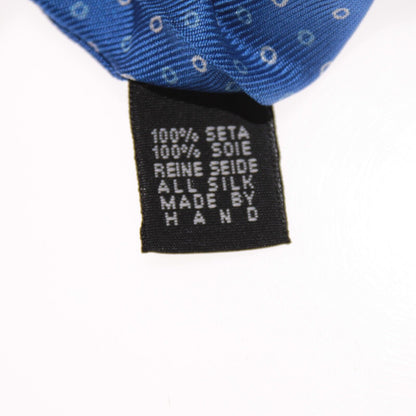 100% SETA
100% SOIE
REINE SEIDE
ALL SILK
MADE BY
HAND